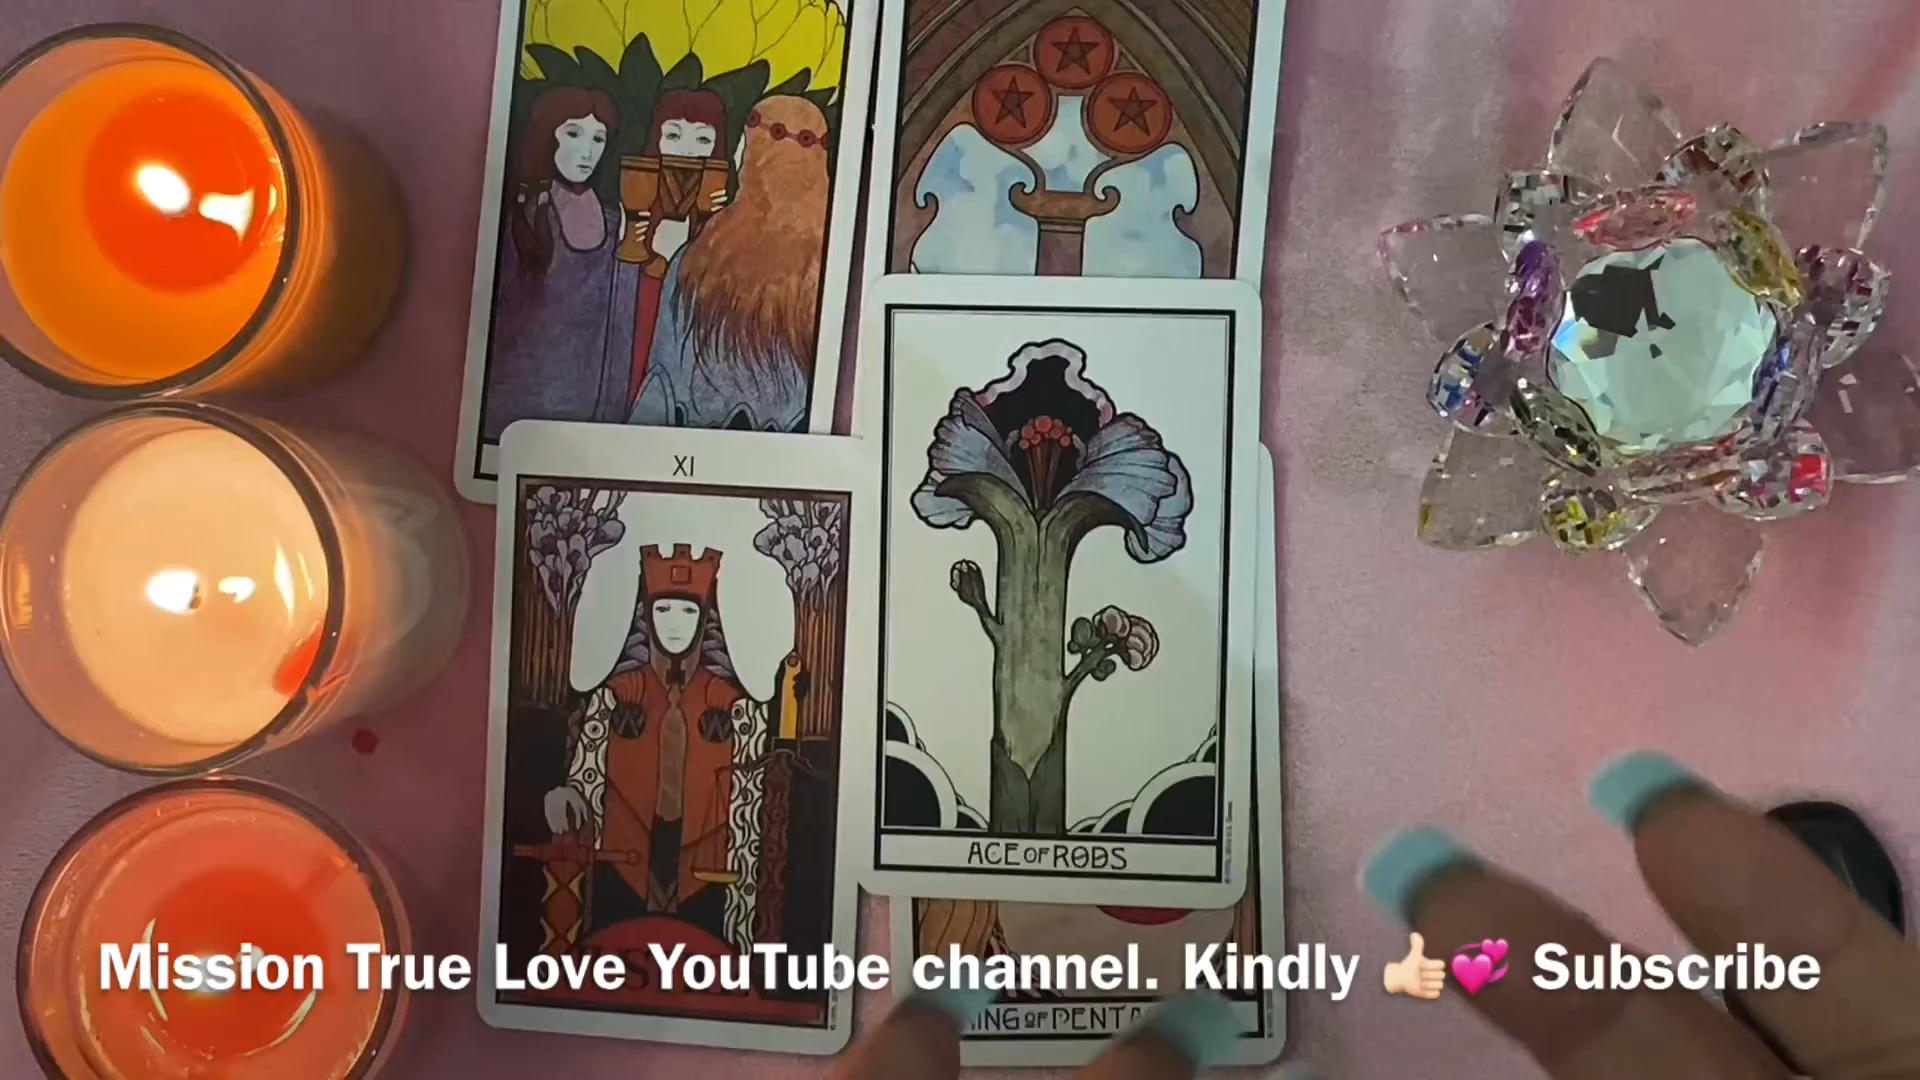 XI
ACE OF RODS
Mission True Love YouTube channel. Kindly 👍🏻💞 Subscribe